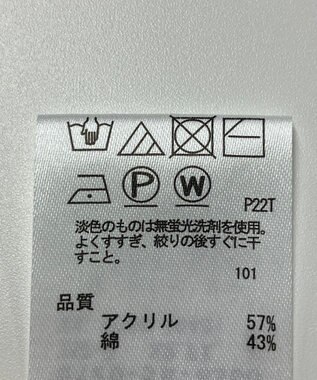 P W P22T
淡色のものは無蛍光洗剤を使用。
よくすすぎ、絞りの後すぐに干
すこと。
101
品質
アクリル 57%
綿 43%